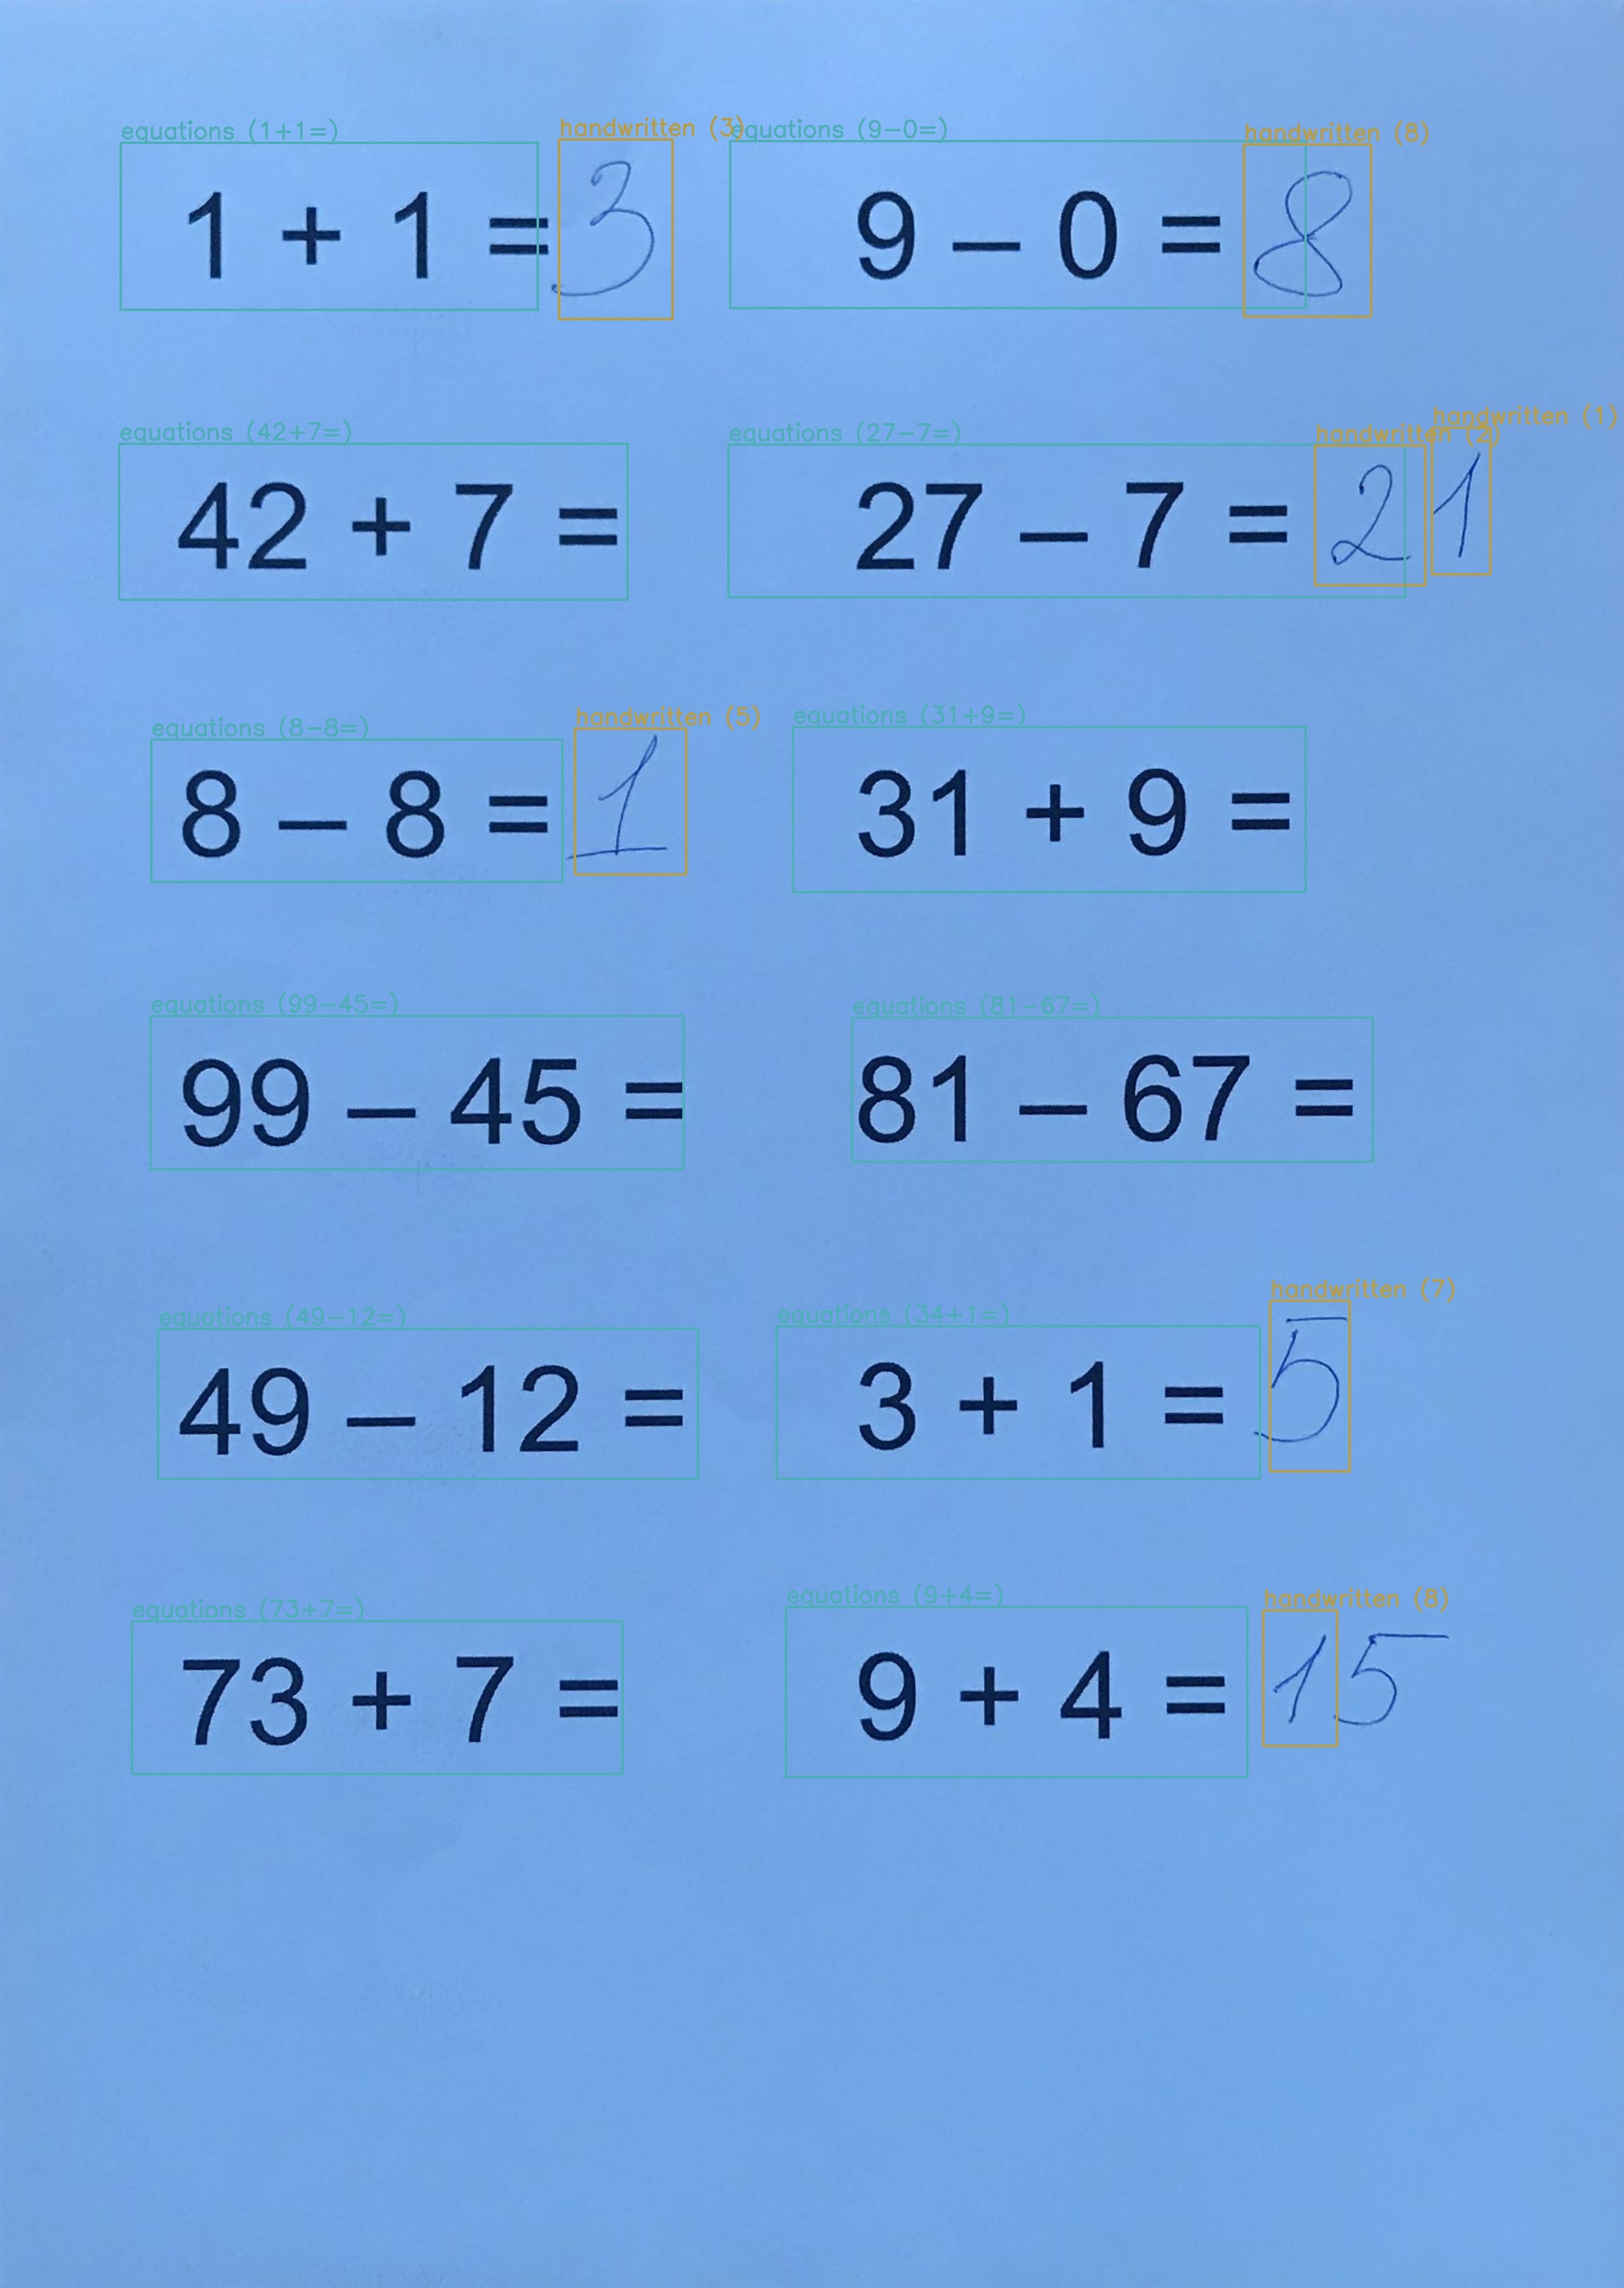 equations (1+1=) handwritten (3) equations (9-0=) handwritten (8)
1 + 1 = 3 9 – 0 = 8
equations (42+7=) equations (27-7=) handwritten (2) handwritten (1)
42 + 7 = 27 – 7 = 21
equations (8-8=) handwritten (5) equations (31+9=)
8 – 8 = 1 31 + 9 =
equations (99-45=) equations (81-67=)
99 – 45 = 81 – 67 =
equations (49-12=) equations (34+1=) handwritten (7)
49 – 12 = 3 + 1 = 5
equations (73+7=) equations (9+4=) handwritten (8)
73 + 7 = 9 + 4 = 15